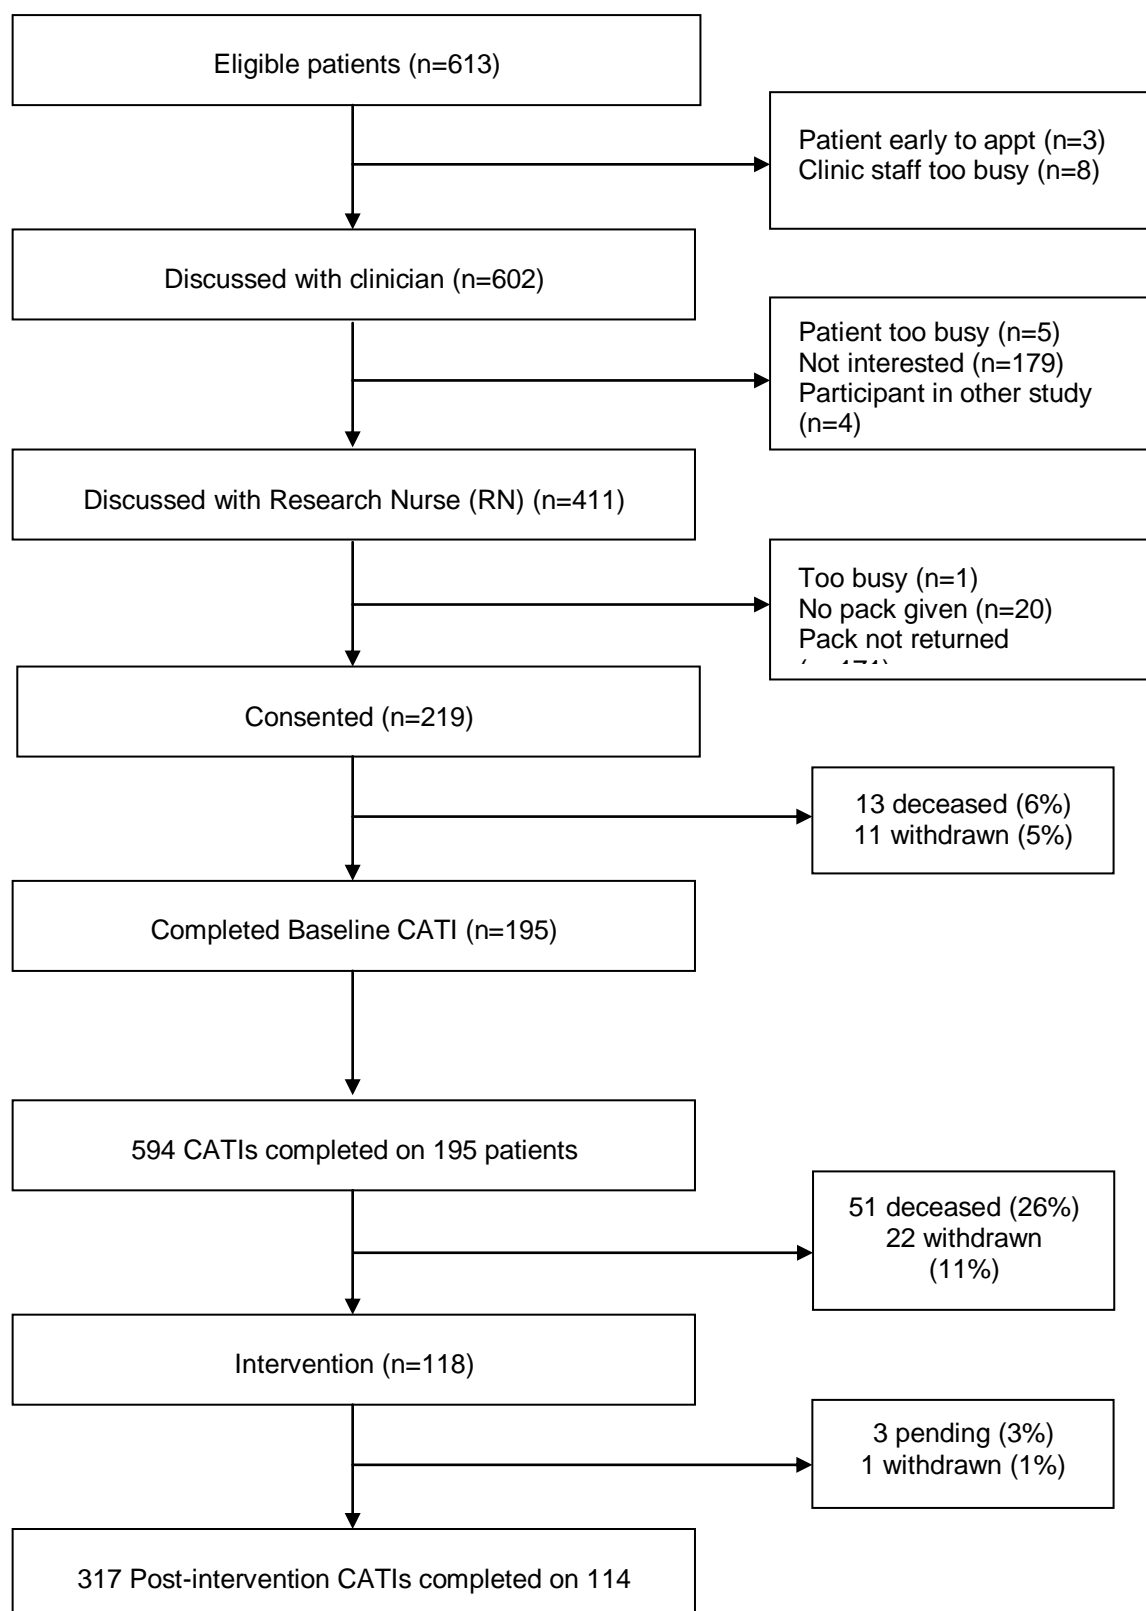 Eligible patients (n=613)
Patient early to appt (n=3)
Clinic staff too busy (n=8)
Discussed with clinician (n=602)
Patient too busy (n=5)
Not interested (n=179)
Participant in other study
(n=4)
Discussed with Research Nurse (RN) (n=411)
Too busy (n=1)
No pack given (n=20)
Pack not returned
Consented (n=219)
13 deceased (6%)
11 withdrawn (5%)
Completed Baseline CATI (n=195)
594 CATIs completed on 195 patients
51 deceased (26%)
22 withdrawn
(11%)
Intervention (n=118)
3 pending (3%)
1 withdrawn (1%)
317 Post-intervention CATIs completed on 114